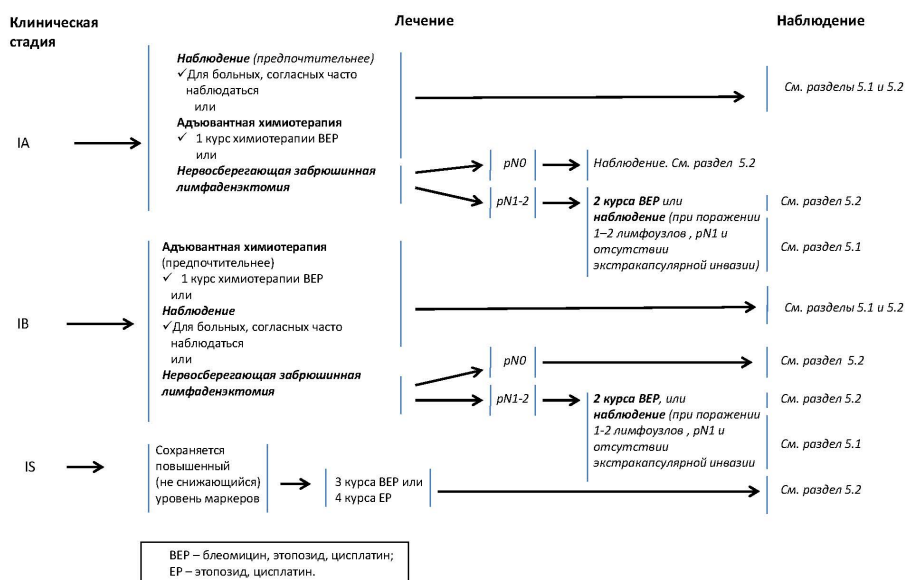 Клиническая
стадия
Лечение
Наблюдение
IA
Наблюдение (предпочтительнее)
✓Для больных, согласных часто
наблюдаться
или
Адъювантная химиотерапия
✓ 1 курс химиотерапии BEP
или
Нервосберегающая забрюшинная
лимфаденэктомия
См. разделы 5.1 и 5.2
pN0
Наблюдение. См. раздел 5.2
pN1-2
2 курса BEP или
наблюдение (при поражении
1–2 лимфоузлов , pN1 и
отсутствии
экстракапсулярной инвазии)
См. раздел 5.2
См. раздел 5.1
IB
Адъювантная химиотерапия
(предпочтительнее)
✓ 1 курс химиотерапии BEP
или
Наблюдение
✓Для больных, согласных часто
наблюдаться
или
Нервосберегающая забрюшинная
лимфаденэктомия
См. разделы 5.1 и 5.2
pN0
См. раздел 5.2
pN1-2
2 курса BEP, или
наблюдение (при поражении
1-2 лимфоузлов , pN1 и
отсутствии
экстракапсулярной инвазии
См. раздел 5.2
См. раздел 5.1
IS
Сохраняется
повышенный
(не снижающийся)
уровень маркеров
3 курса BEP или
4 курса EP
См. раздел 5.2
BEP – блеомицин, этопозид, цисплатин;
EP – этопозид, цисплатин.